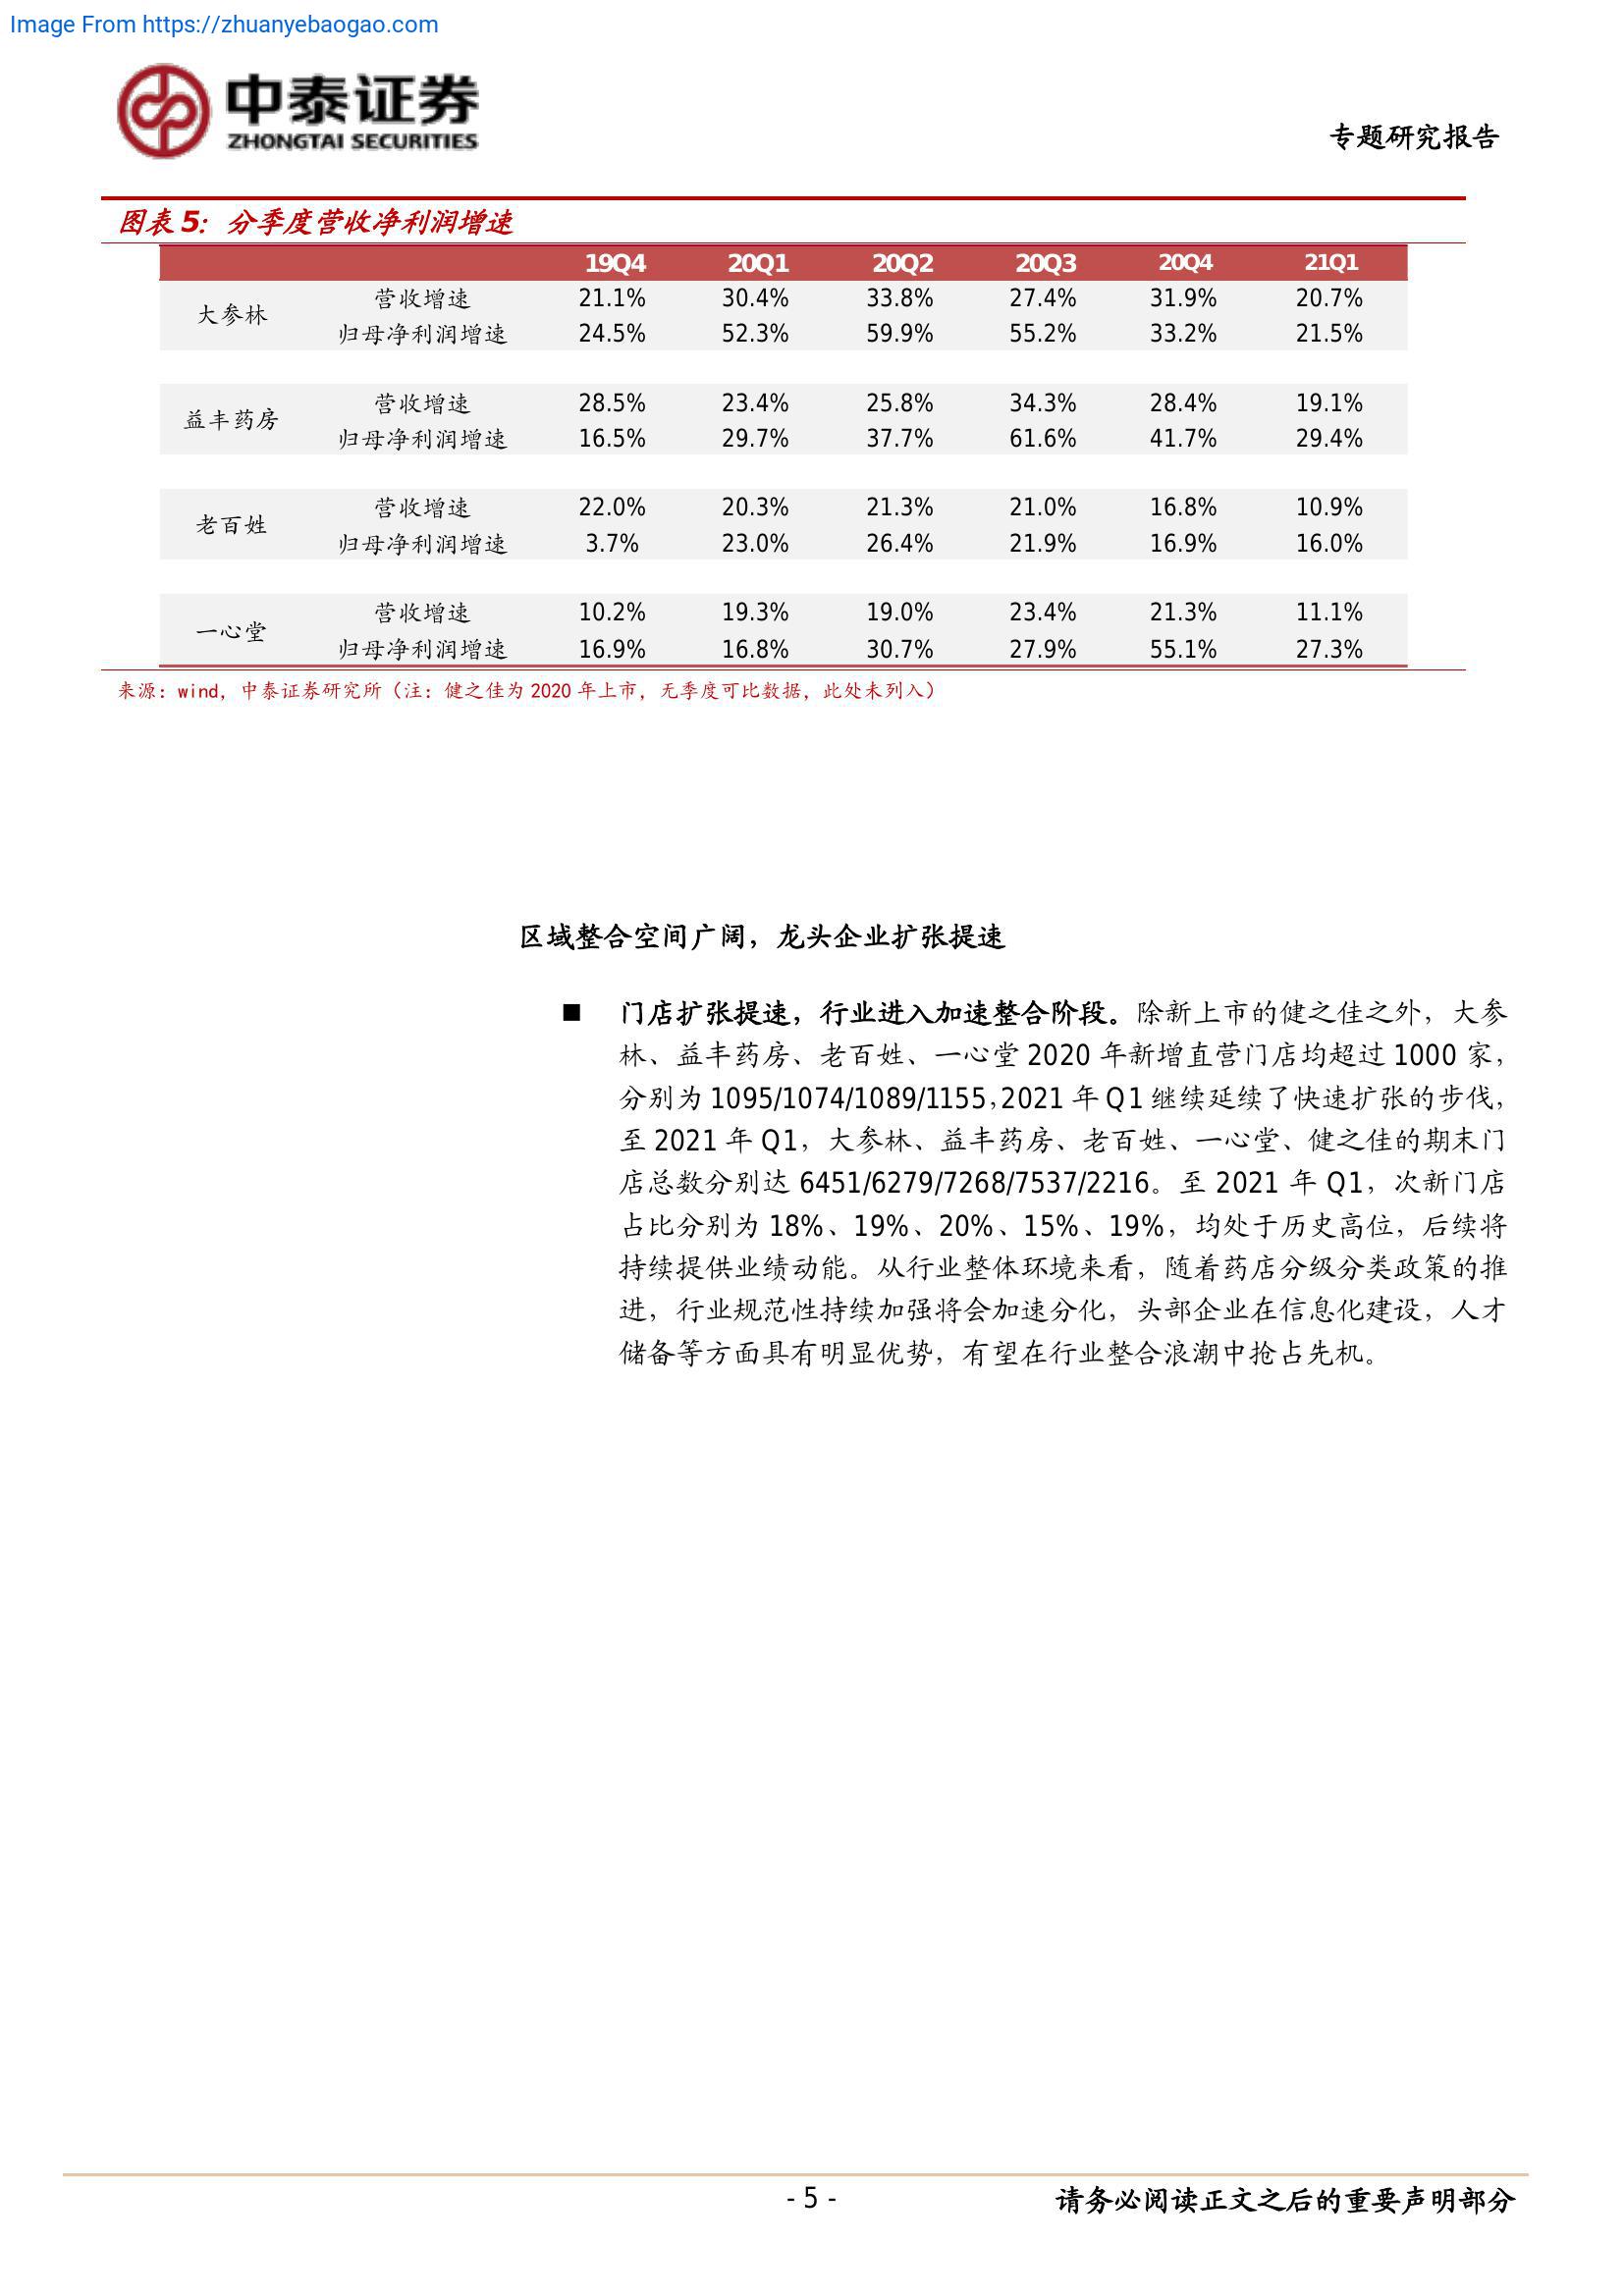 Image From https://zhuanyebaogao.com
中泰证券
ZHONGTAI SECURITIES
专题研究报告
图表 5：分季度营收净利润增速
19Q4 20Q1 20Q2 20Q3 20Q4 21Q1
大参林
营收增速 21.1% 30.4% 33.8% 27.4% 31.9% 20.7%
归母净利润增速 24.5% 52.3% 59.9% 55.2% 33.2% 21.5%
益丰药房
营收增速 28.5% 23.4% 25.8% 34.3% 28.4% 19.1%
归母净利润增速 16.5% 29.7% 37.7% 61.6% 41.7% 29.4%
老百姓
营收增速 22.0% 20.3% 21.3% 21.0% 16.8% 10.9%
归母净利润增速 3.7% 23.0% 26.4% 21.9% 16.9% 16.0%
一心堂
营收增速 10.2% 19.3% 19.0% 23.4% 21.3% 11.1%
归母净利润增速 16.9% 16.8% 30.7% 27.9% 55.1% 27.3%
来源：wind，中泰证券研究所（注：健之佳为 2020 年上市，无季度可比数据，此处未列入）
区域整合空间广阔，龙头企业扩张提速
■ 门店扩张提速，行业进入加速整合阶段。除新上市的健之佳之外，大参
林、益丰药房、老百姓、一心堂 2020 年新增直营门店均超过 1000 家，
分别为 1095/1074/1089/1155，2021 年 Q1 继续延续了快速扩张的步伐，
至 2021 年 Q1，大参林、益丰药房、老百姓、一心堂、健之佳的期末门
店总数分别达 6451/6279/7268/7537/2216。至 2021 年 Q1，次新门店
占比分别为 18%、19%、20%、15%、19%，均处于历史高位，后续将
持续提供业绩动能。从行业整体环境来看，随着药店分级分类政策的推
进，行业规范性持续加强将会加速分化，头部企业在信息化建设，人才
储备等方面具有明显优势，有望在行业整合浪潮中抢占先机。
- 5 -
请务必阅读正文之后的重要声明部分